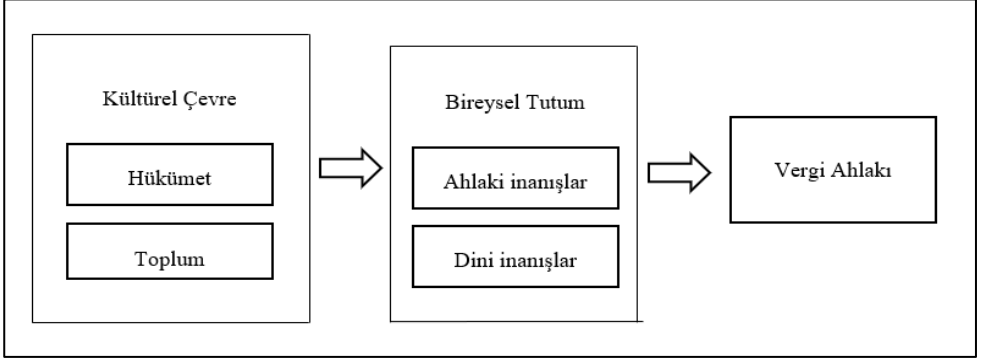 Kültürel Çevre
Hükümet
Toplum
Bireysel Tutum
Ahlaki inanışlar
Dini inanışlar
Vergi Ahlakı